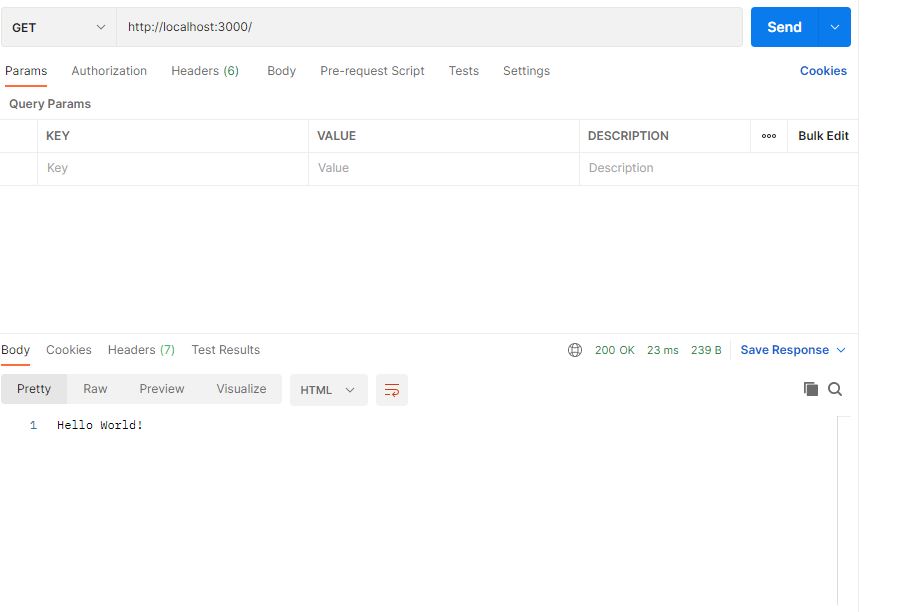 GET http://localhost:3000/ Send
Params Authorization Headers (6) Body Pre-request Script Tests Settings Cookies
Query Params
KEY VALUE DESCRIPTION ooo Bulk Edit
Key Value Description
Body Cookies Headers (7) Test Results 200 OK 23 ms 239 B Save Response
Pretty Raw Preview Visualize HTML
1 Hello World!